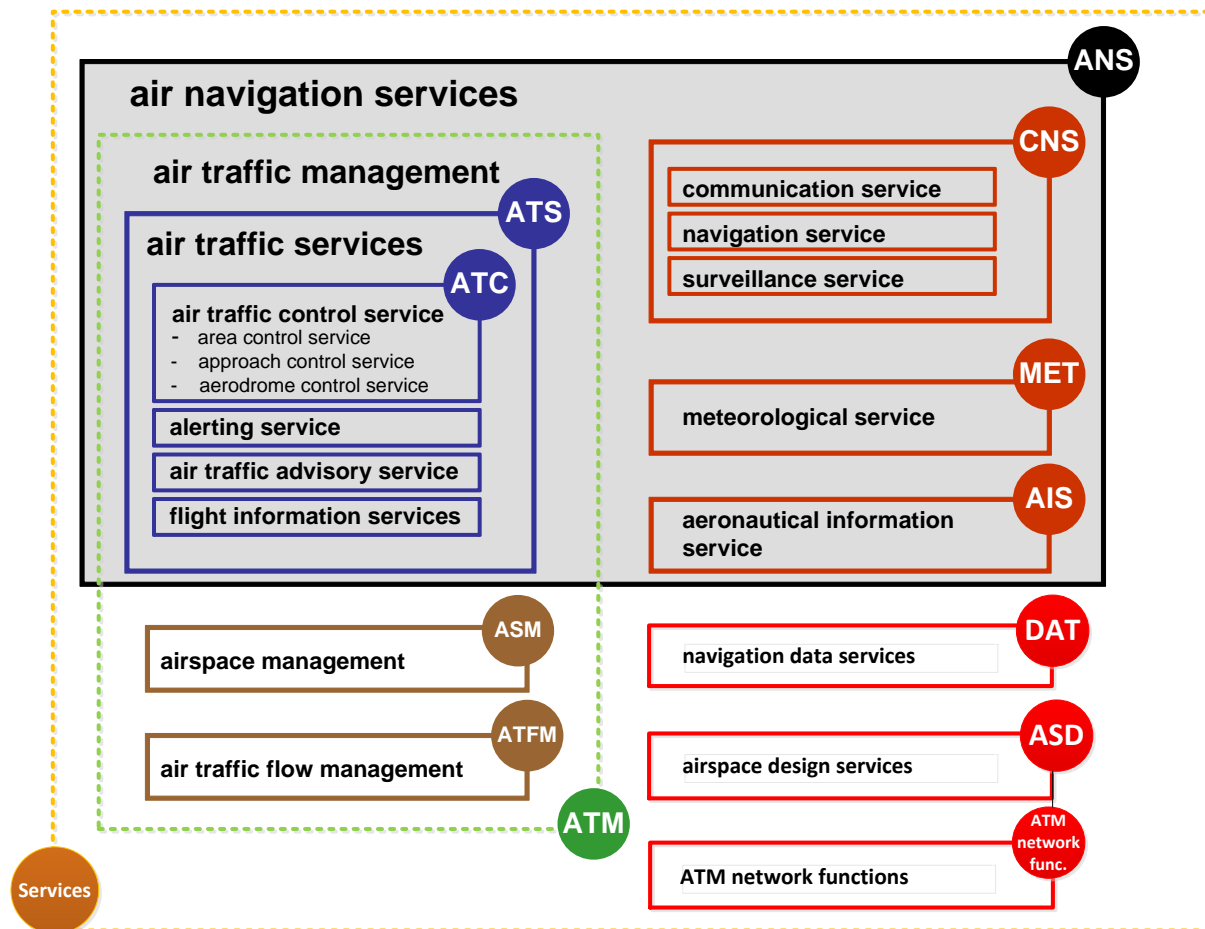 ANS
air navigation services
air traffic management
ATS
air traffic services
ATC
air traffic control service
- area control service
- approach control service
- aerodrome control service
alerting service
air traffic advisory service
flight information services
CNS
communication service
navigation service
surveillance service
MET
meteorological service
AIS
aeronautical information
service
ASM
airspace management
ATFM
air traffic flow management
ATM
DAT
navigation data services
ASD
airspace design services
ATM
network
func.
ATM network functions
Services